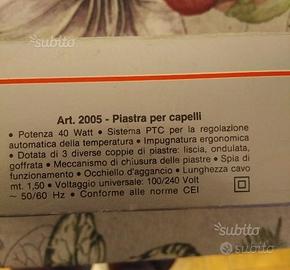 subito
Art. 2005 - Piastra per capelli
• Potenza 40 Watt • Sistema PTC per la regolazione
automatica della temperatura • Impugnatura ergonomica
• Dotata di 3 diverse coppie di piastre: liscia, ondulata,
goffrata • Meccanismo di chiusura delle piastre • Spia di
funzionamento • Occhiello d'aggancio • Lunghezza cavo
mt. 1,50 • Voltaggio universale: 100/240 Volt
~ 50/60 Hz • Conforme alle norme CEI
subito
subito